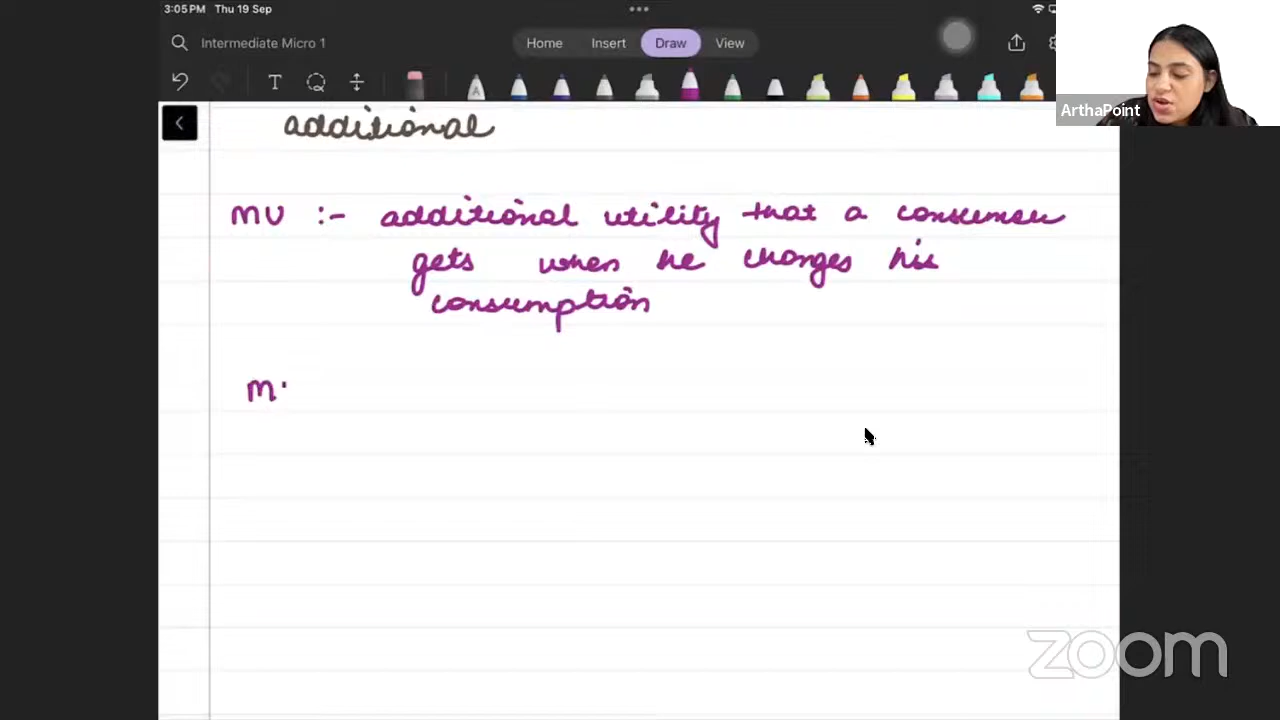 3:05 PM Thu 19 Sep
Intermediate Micro 1
Home Insert Draw View
T
A
ArthaPoint
additional
MU :- additional utility that a consumer
gets when he changes his
consumption
M
zoom